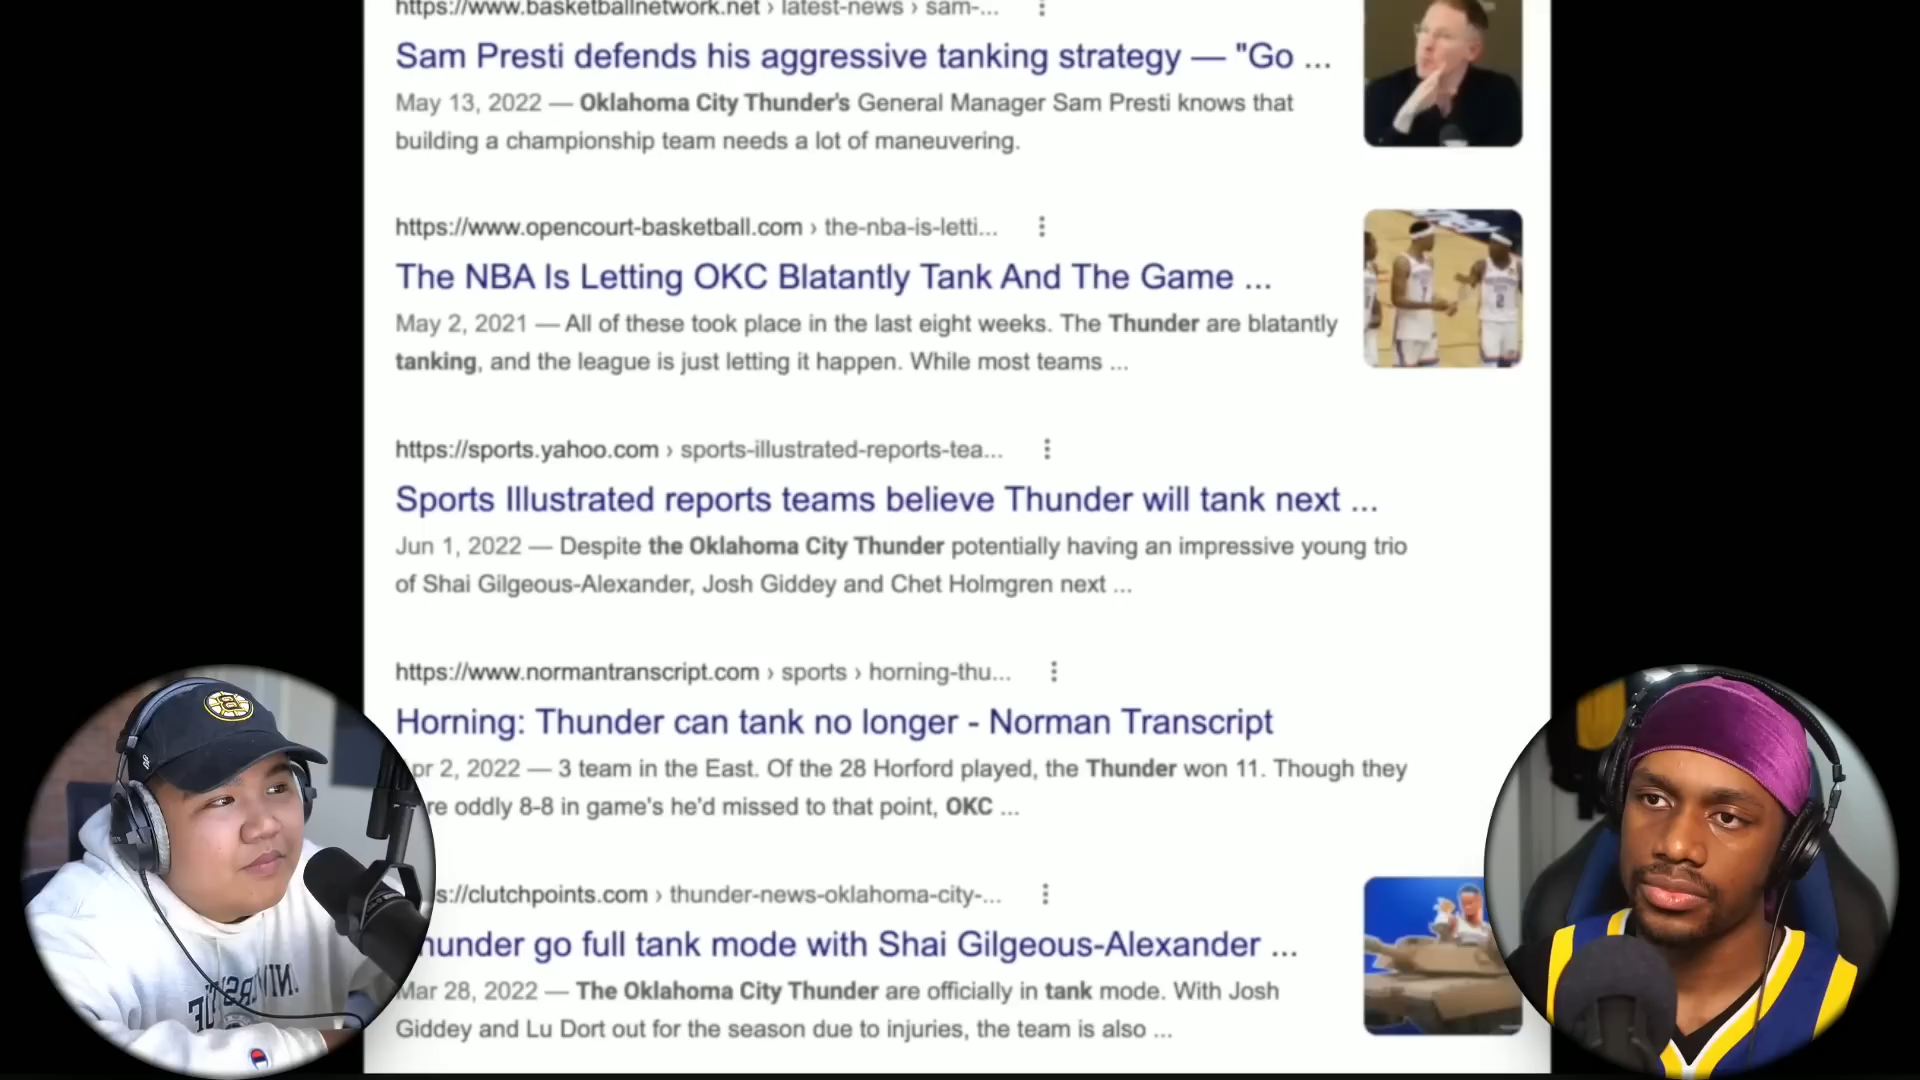 https://www.basketballnetwork.net › latest-news › sam-...
Sam Presti defends his aggressive tanking strategy — "Go ...
May 13, 2022 — Oklahoma City Thunder's General Manager Sam Presti knows that
building a championship team needs a lot of maneuvering.
https://www.opencourt-basketball.com › the-nba-is-letti...
The NBA Is Letting OKC Blatantly Tank And The Game ...
May 2, 2021 — All of these took place in the last eight weeks. The Thunder are blatantly
tanking, and the league is just letting it happen. While most teams ...
https://sports.yahoo.com › sports-illustrated-reports-tea...
Sports Illustrated reports teams believe Thunder will tank next ...
Jun 1, 2022 — Despite the Oklahoma City Thunder potentially having an impressive young trio
of Shai Gilgeous-Alexander, Josh Giddey and Chet Holmgren next ...
https://www.normantranscript.com › sports › horning-thu...
Horning: Thunder can tank no longer - Norman Transcript
pr 2, 2022 — 3 team in the East. Of the 28 Horford played, the Thunder won 11. Though they
re oddly 8-8 in game's he'd missed to that point, OKC ...
s://clutchpoints.com › thunder-news-oklahoma-city-...
hunder go full tank mode with Shai Gilgeous-Alexander ...
Mar 28, 2022 — The Oklahoma City Thunder are officially in tank mode. With Josh
Giddey and Lu Dort out for the season due to injuries, the team is also ...
B